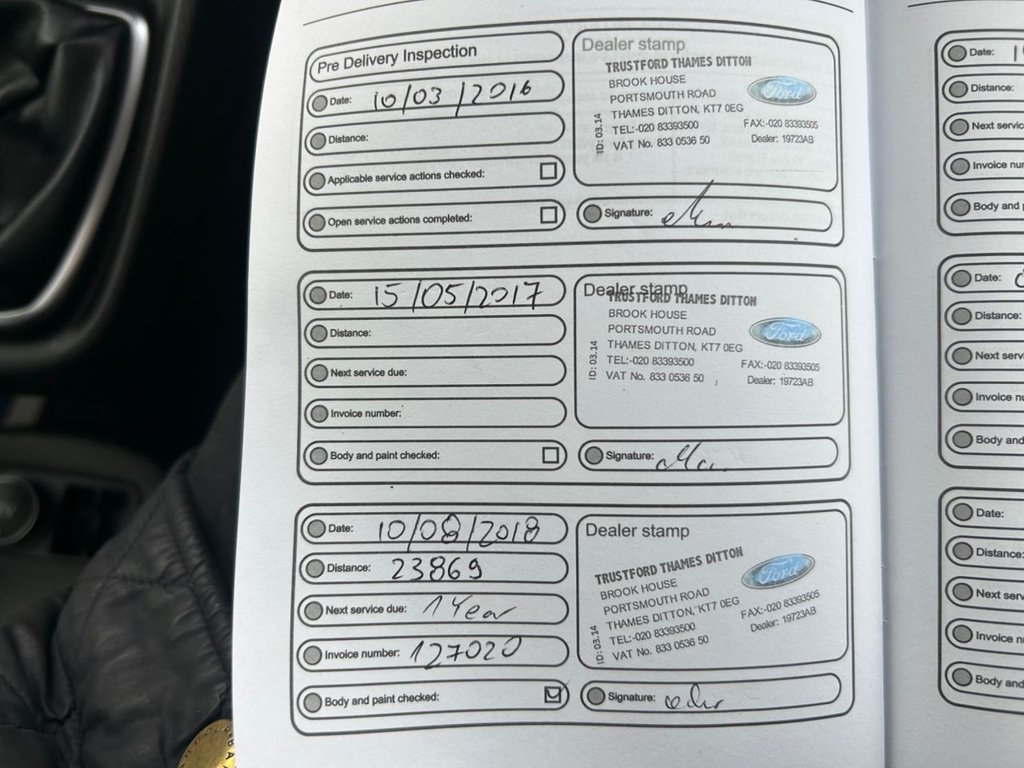 Pre Delivery Inspection
Date: 10/03/2016
Distance:
Applicable service actions checked:
Open service actions completed:
Dealer stamp
TRUSTFORD THAMES DITTON
BROOK HOUSE
PORTSMOUTH ROAD
THAMES DITTON, KT7 0EG
TEL:-020 83393500 FAX:-020 83393505
VAT No. 833 0536 50 Dealer: 19723AB
ID: 03.14
Ford
Signature:
Date: 15/05/2017
Distance:
Next service due:
Invoice number:
Body and paint checked:
Dealer stamp
TRUSTFORD THAMES DITTON
BROOK HOUSE
PORTSMOUTH ROAD
THAMES DITTON, KT7 0EG
TEL:-020 83393500 FAX:-020 83393505
VAT No. 833 0536 50 Dealer: 19723AB
ID: 03.14
Ford
Signature:
Date: 10/08/2018
Distance: 23869
Next service due: 1 Year
Invoice number: 127020
Body and paint checked:
Dealer stamp
TRUSTFORD THAMES DITTON
BROOK HOUSE
PORTSMOUTH ROAD
THAMES DITTON, KT7 0EG
TEL:-020 83393500 FAX:-020 83393505
VAT No. 833 0536 50 Dealer: 19723AB
ID: 03.14
Ford
Signature:
Date:
Distance:
Next service
Invoice
Body and
Date:
Distance:
Next
Invoice
Body and
Date:
Distance:
Next
Invoice
Body and